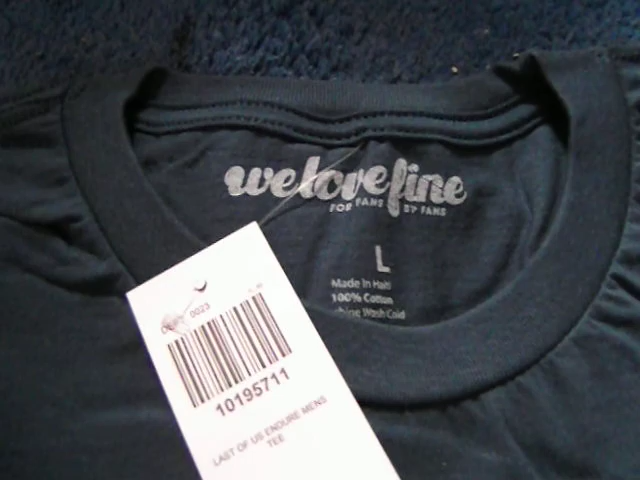 welovefine
FOR FANS BY FANS
L
Made in Haiti
100% Cotton
Wash Cold
0023
10195711
LAST OF US ENDURE MENS
TEE